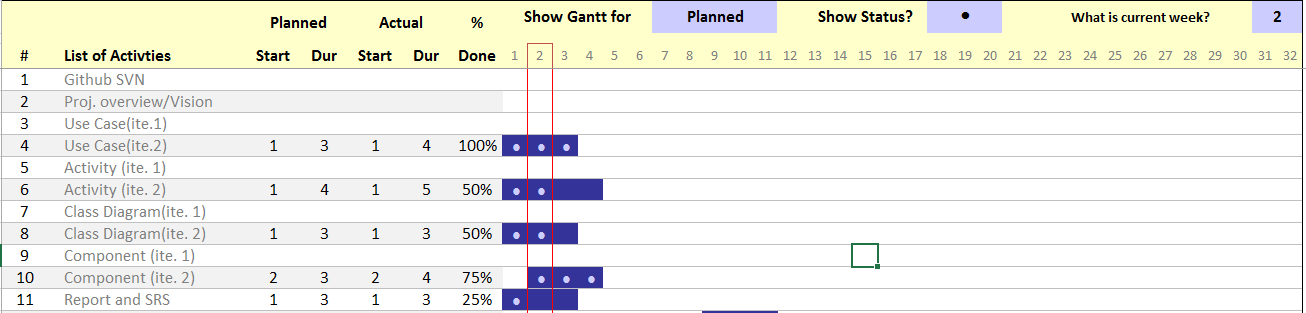 Planned Actual % Show Gantt for Planned Show Status? • What is current week? 2
# List of Activties Start Dur Start Dur Done 1 2 3 4 5 6 7 8 9 10 11 12 13 14 15 16 17 18 19 20 21 22 23 24 25 26 27 28 29 30 31 32
1 Github SVN
2 Proj. overview/Vision
3 Use Case(ite.1)
4 Use Case(ite.2) 1 3 1 4 100%
5 Activity (ite. 1)
6 Activity (ite. 2) 1 4 1 5 50%
7 Class Diagram(ite. 1)
8 Class Diagram(ite. 2) 1 3 1 3 50%
9 Component (ite. 1)
10 Component (ite. 2) 2 3 2 4 75%
11 Report and SRS 1 3 1 3 25%